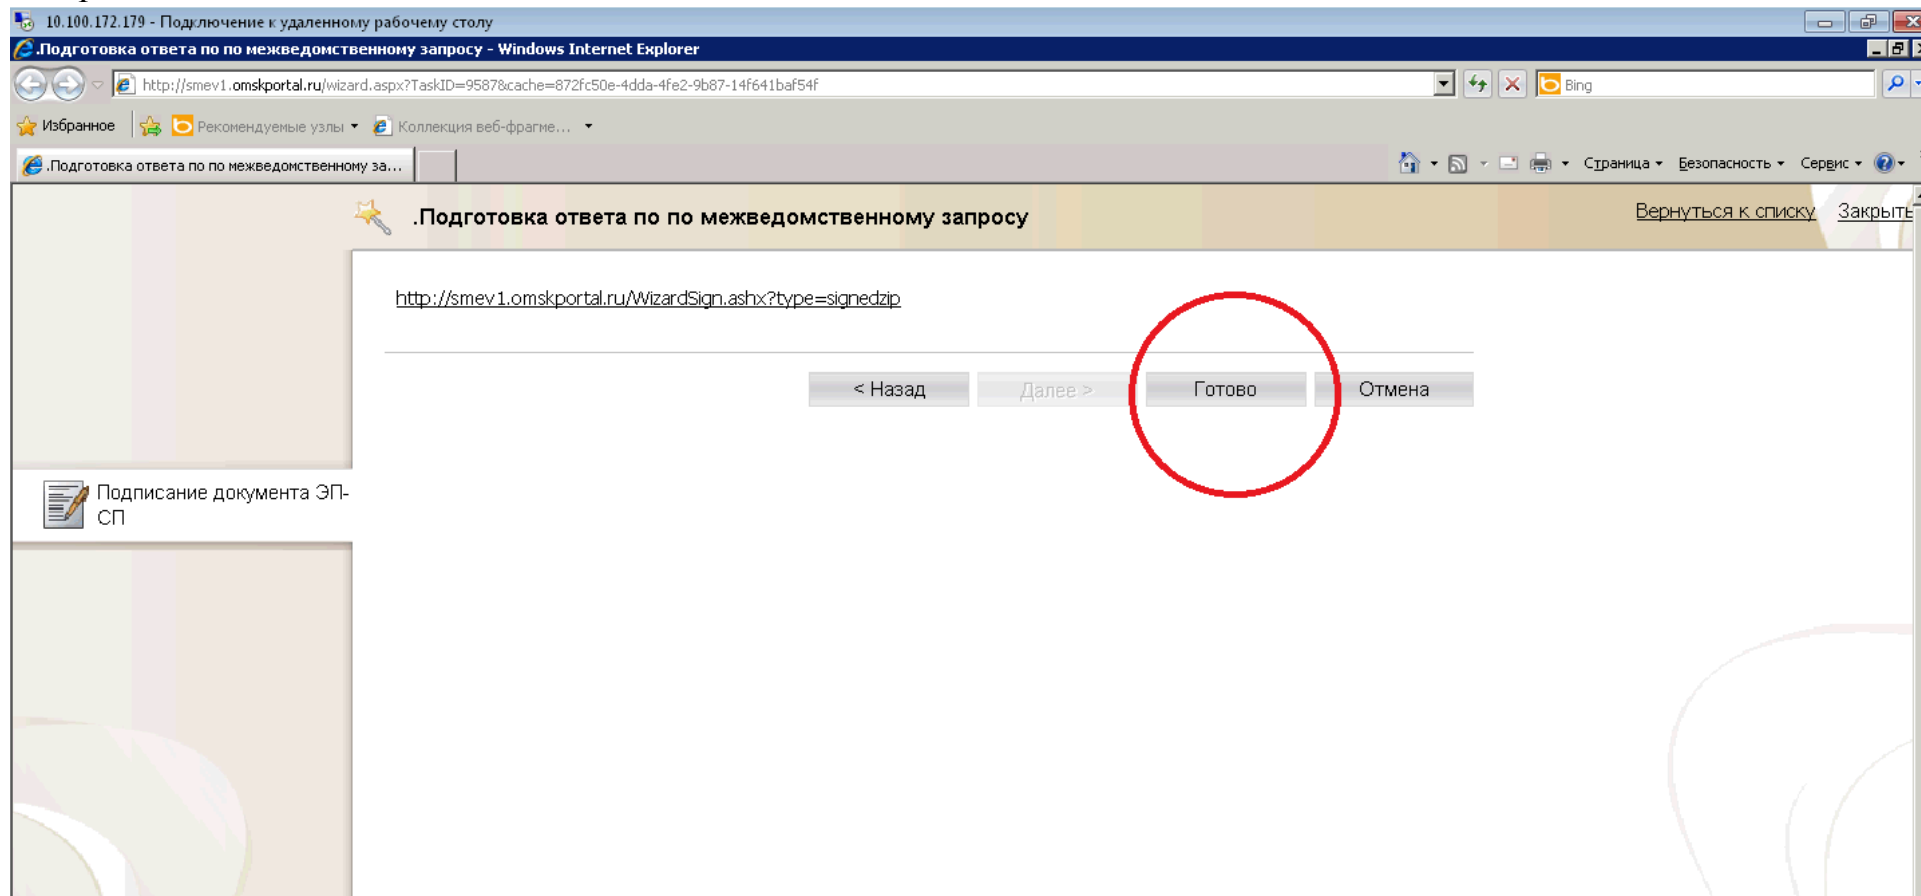 10.100.172.179 - Подключение к удаленному рабочему столу
.Подготовка ответа по по межведомственному запросу - Windows Internet Explorer
http://smev1.omskportal.ru/wizard.aspx?TaskID=9587&cache=872fc50e-4dda-4fe2-9b87-14f641baf54f
Bing
Избранное Рекомендуемые узлы Коллекция веб-фрагме...
.Подготовка ответа по по межведомственному за...
Страница Безопасность Сервис
.Подготовка ответа по по межведомственному запросу
Вернуться к списку Закрыть
http://smev1.omskportal.ru/WizardSign.ashx?type=signedzip
< Назад Далее > Готово Отмена
Подписание документа ЭП-
СП